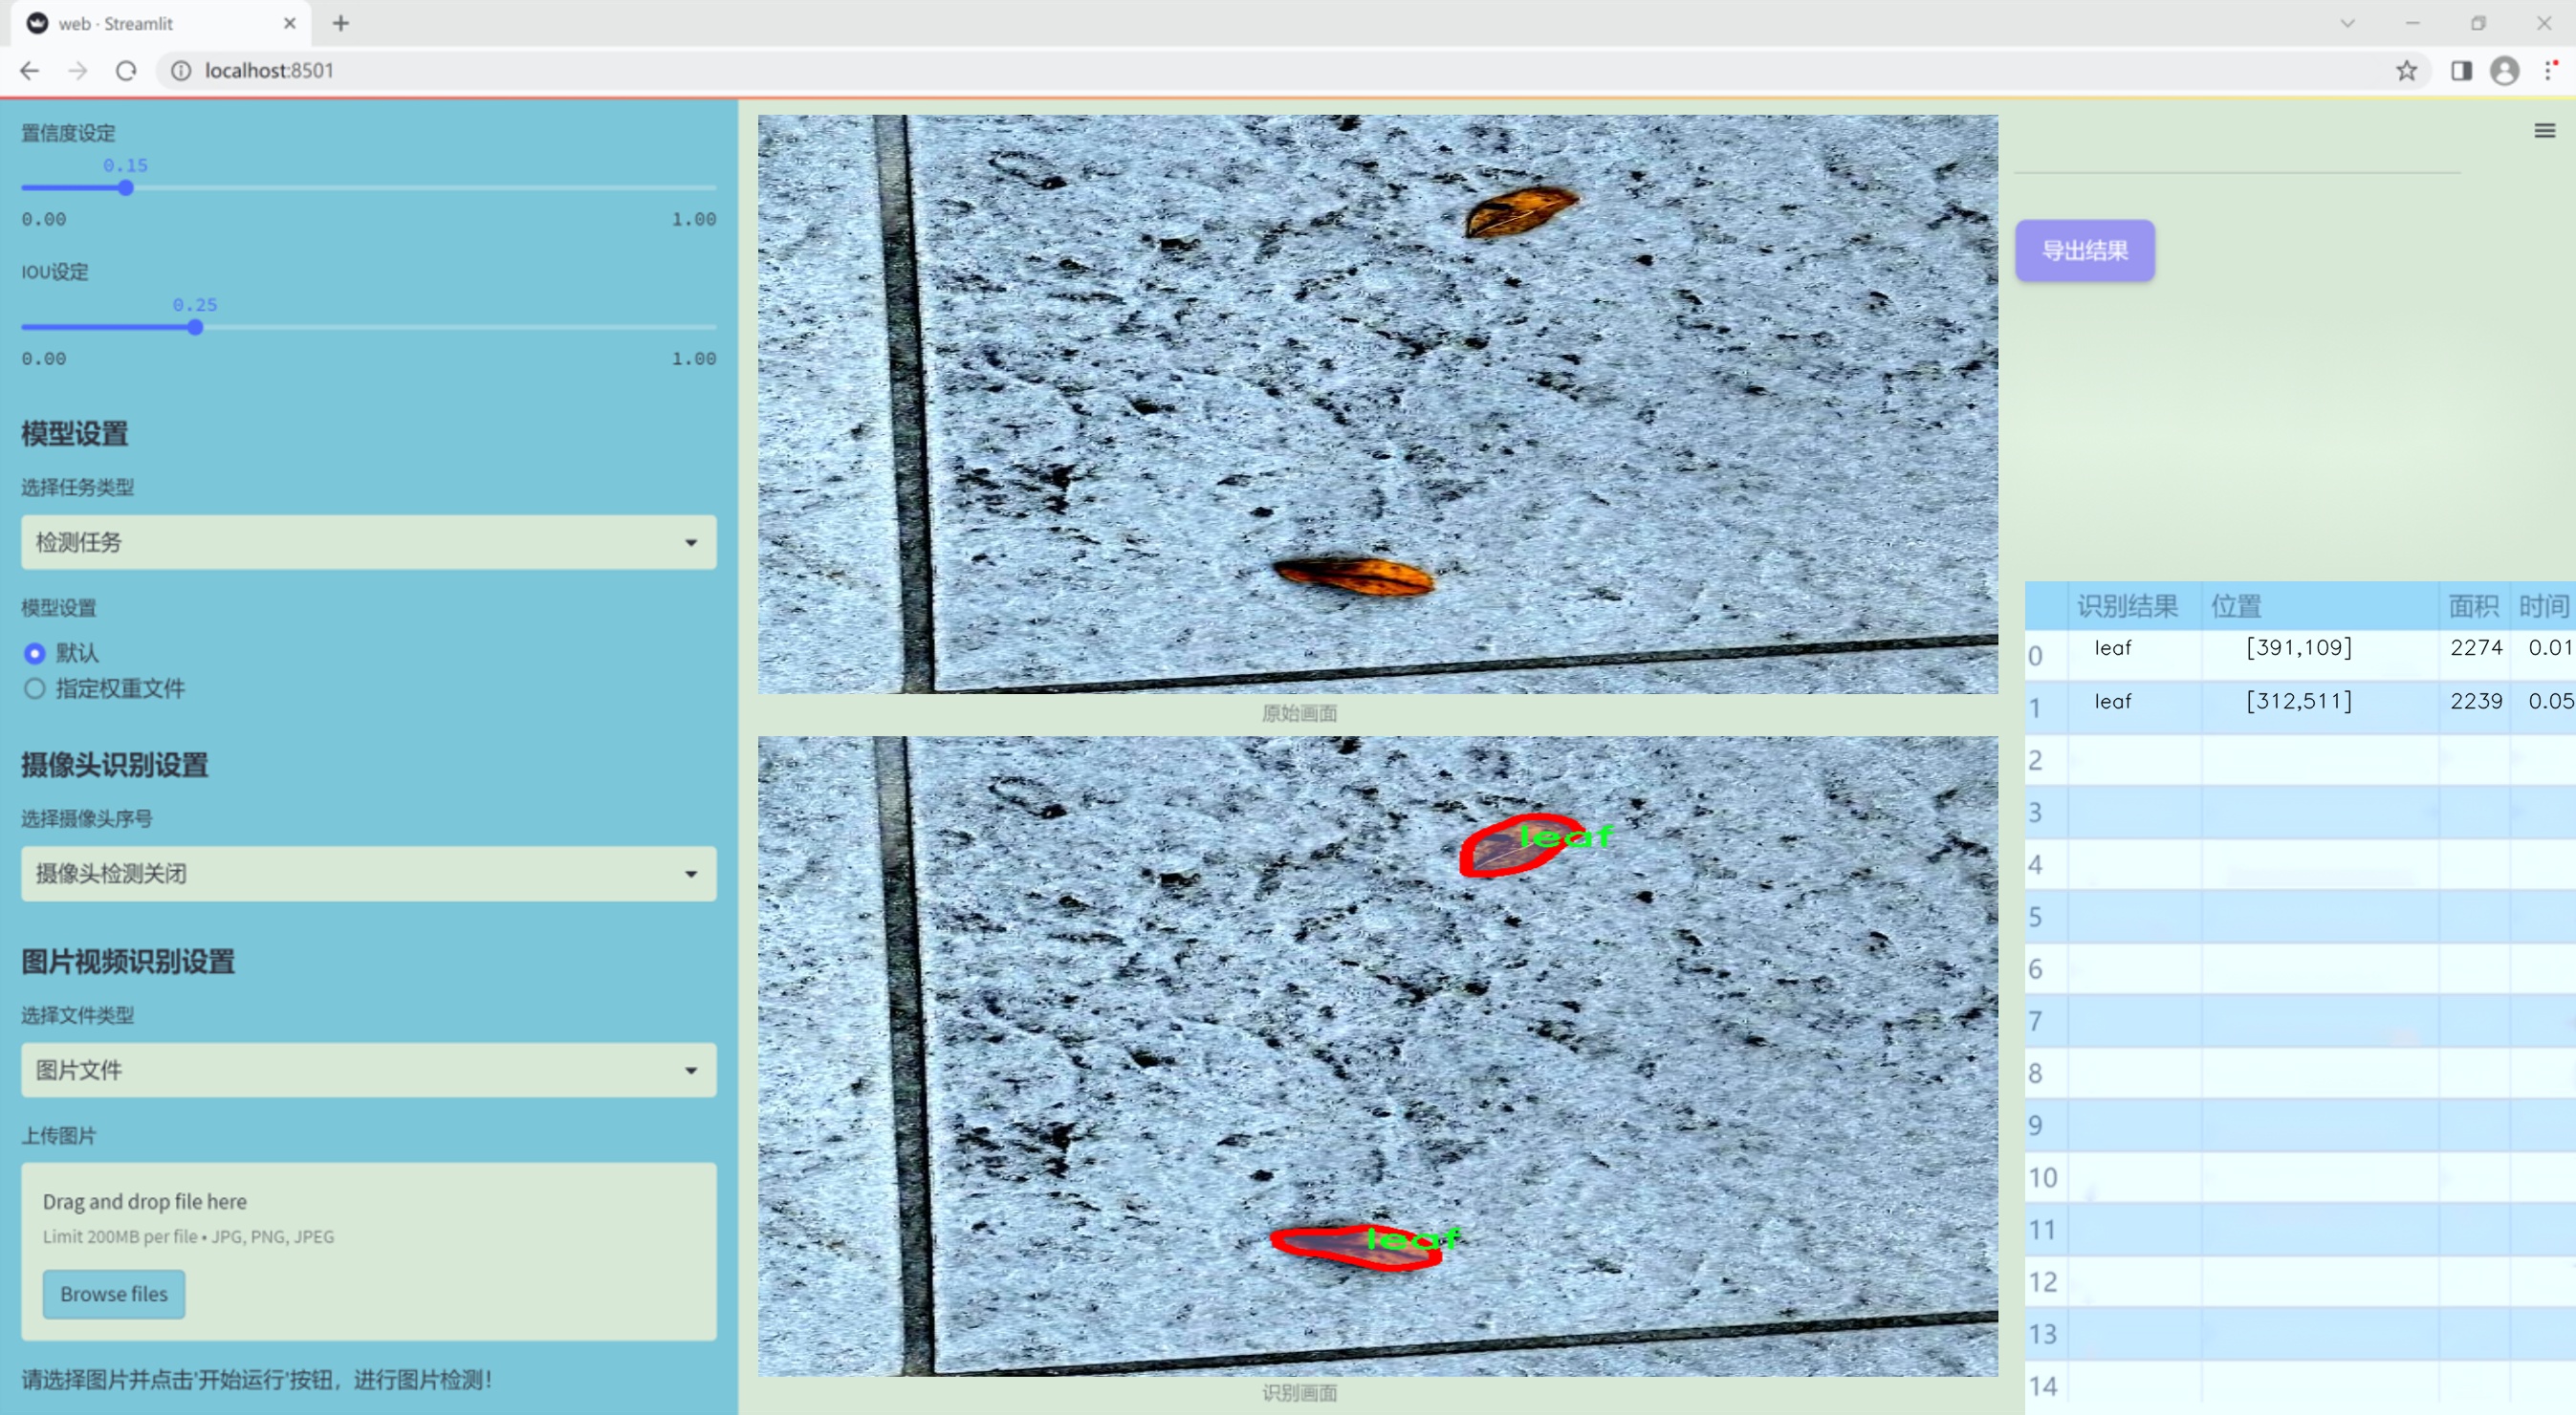 web · Streamlit
localhost:8501
置信度设定
0.15
0.00 1.00
IOU设定
0.25
0.00 1.00
模型设置
选择任务类型
检测任务
模型设置
默认
指定权重文件
摄像头识别设置
选择摄像头序号
摄像头检测关闭
图片视频识别设置
选择文件类型
图片文件
上传图片
Drag and drop file here
Limit 200MB per file • JPG, PNG, JPEG
Browse files
请选择图片并点击'开始运行'按钮，进行图片检测！
原始画面
leaf
leaf
识别画面
导出结果
识别结果 位置 面积 时间
0 leaf [391,109] 2274 0.01
1 leaf [312,511] 2239 0.05
2
3
4
5
6
7
8
9
10
11
12
13
14